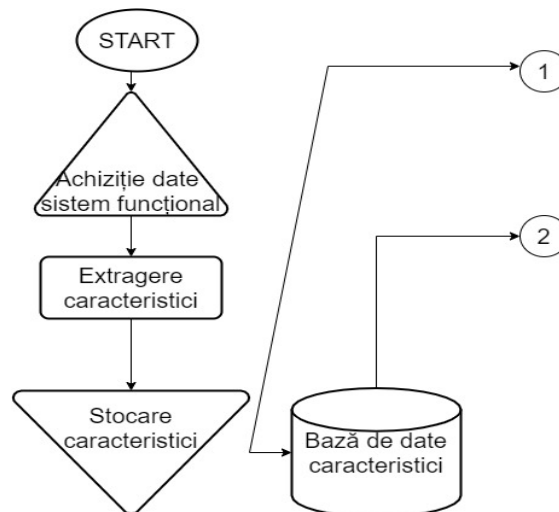 START
Achiziție date
sistem funcțional
Extragere
caracteristici
Stocare
caracteristici
1
2
Bază de date
caracteristici